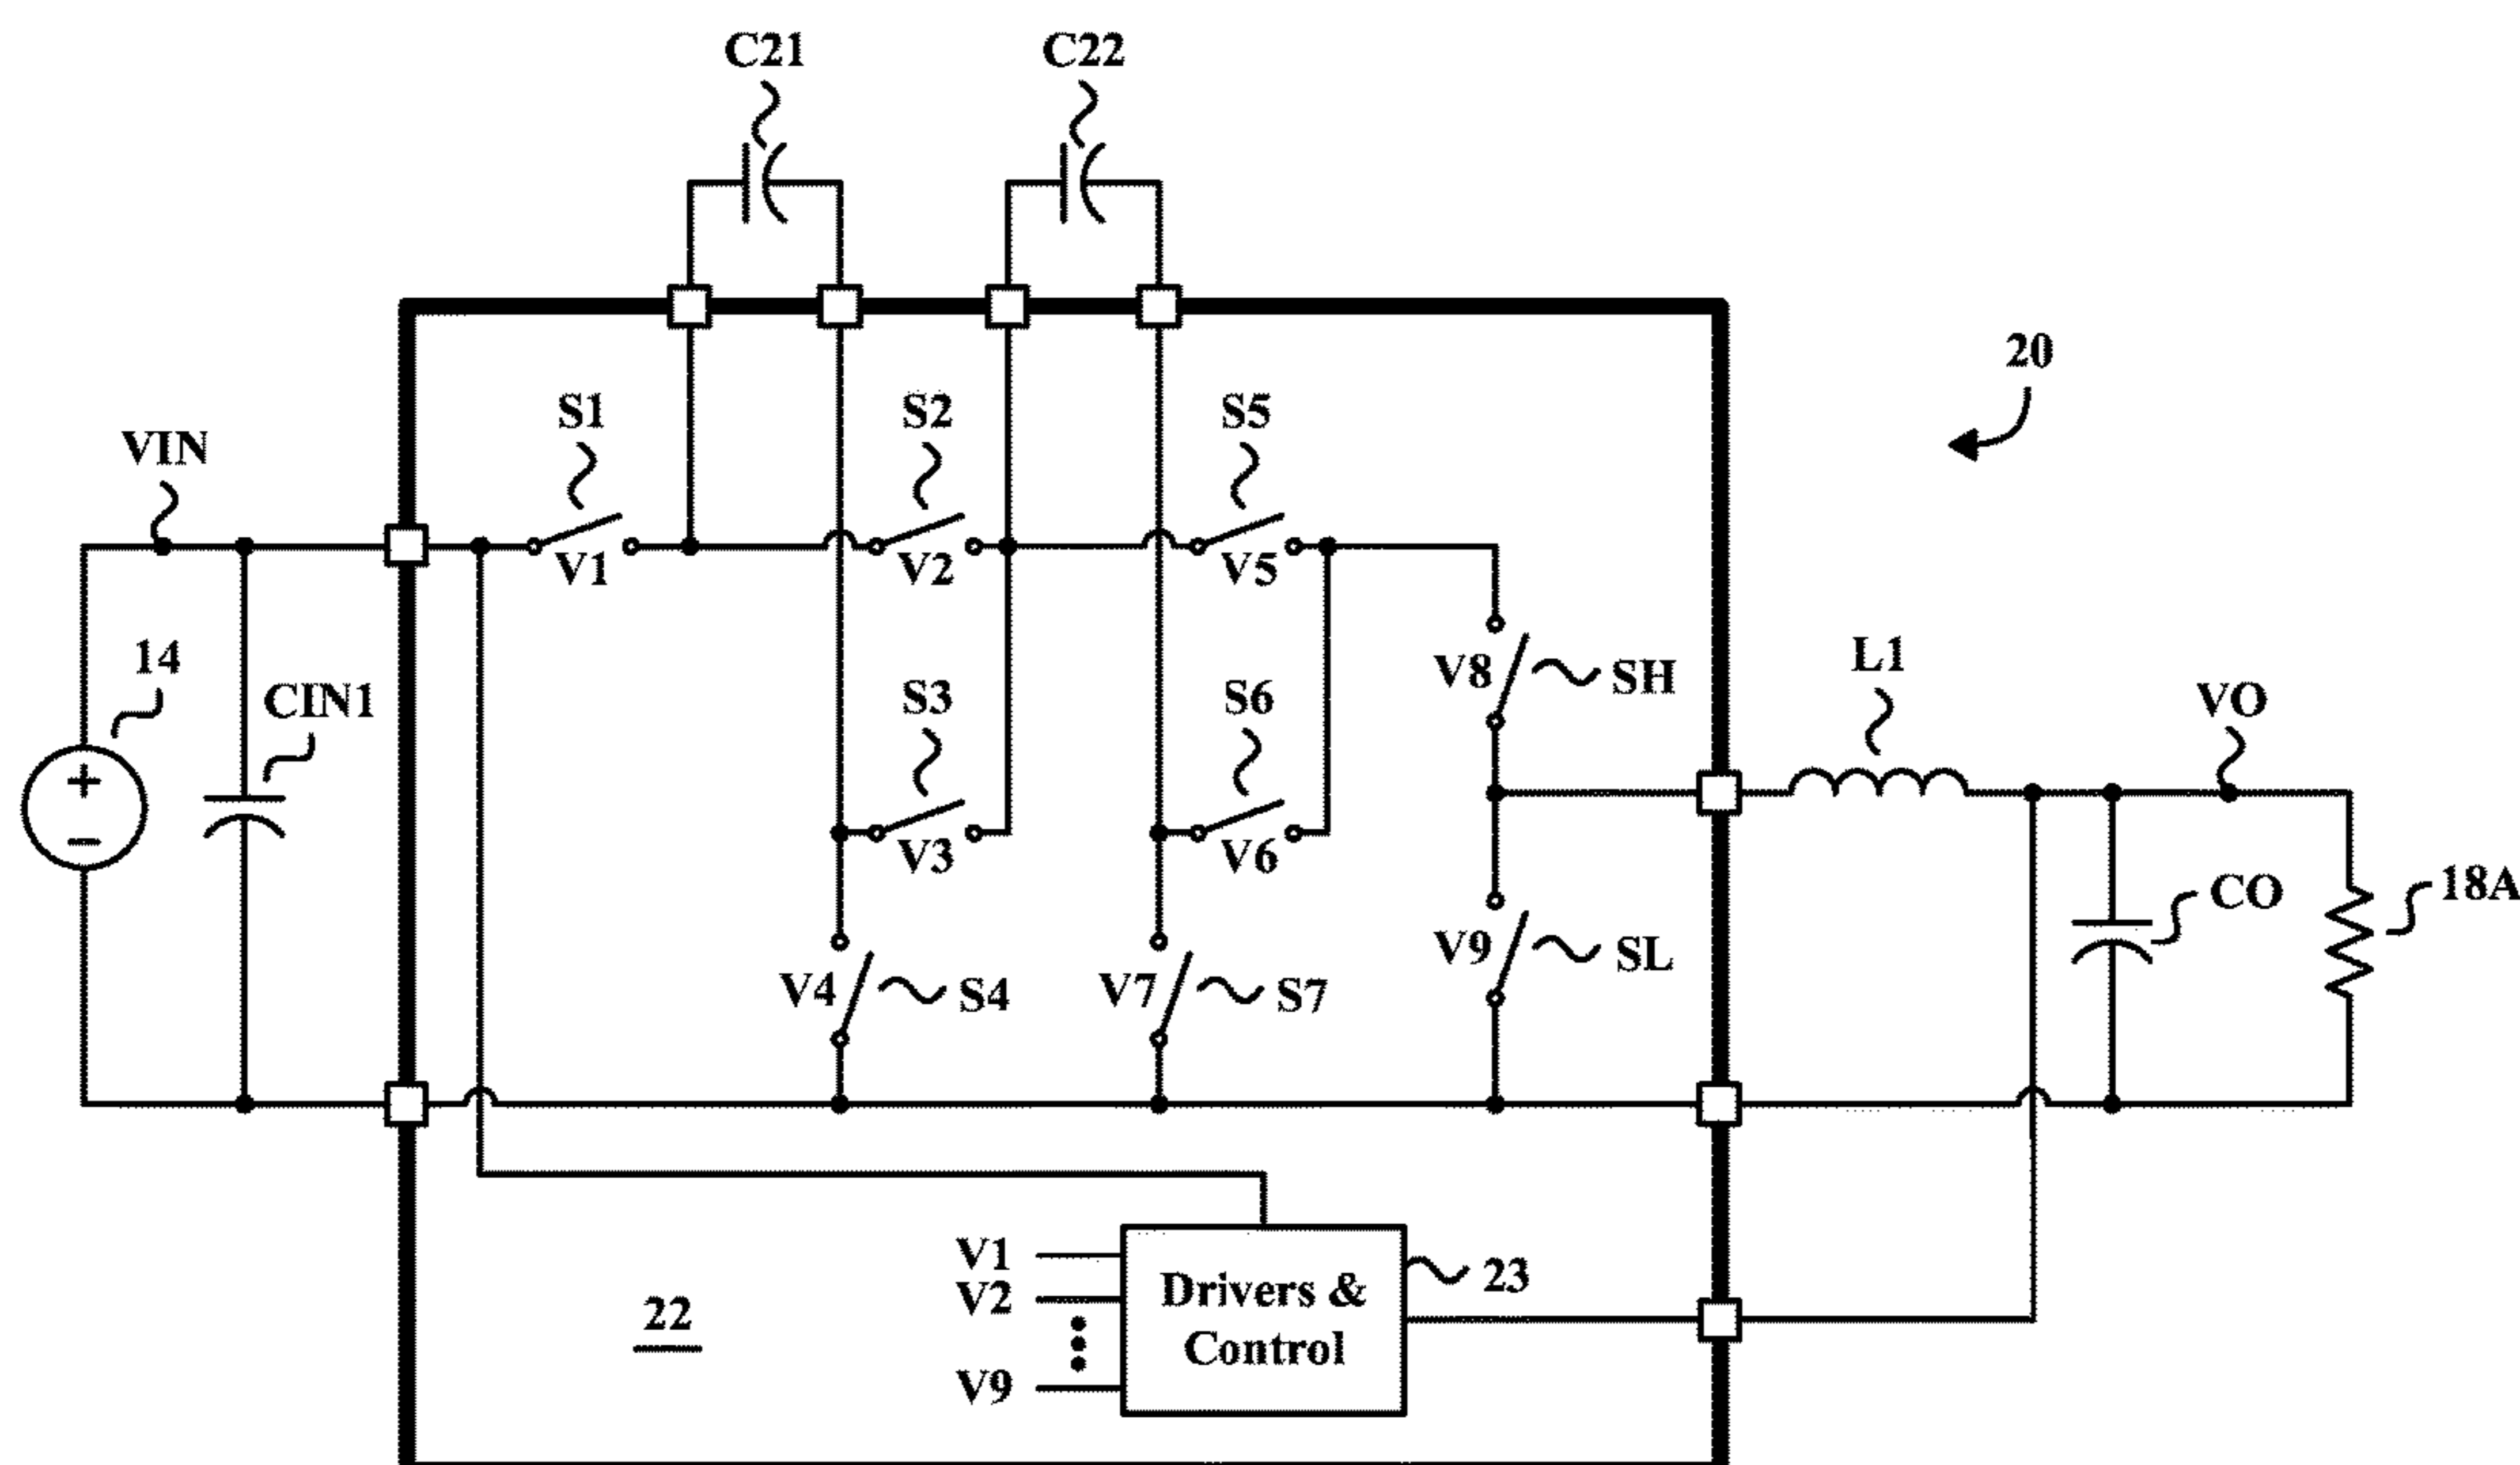 C21
C22
20
S1
S2
S5
VIN
V1
V2
V5
14
CIN1
S3
S6
V8
SH
L1
VO
V3
V6
18A
CO
V9
SL
V4
S4
V7
S7
V1
V2
V9
Drivers &
Control
23
22